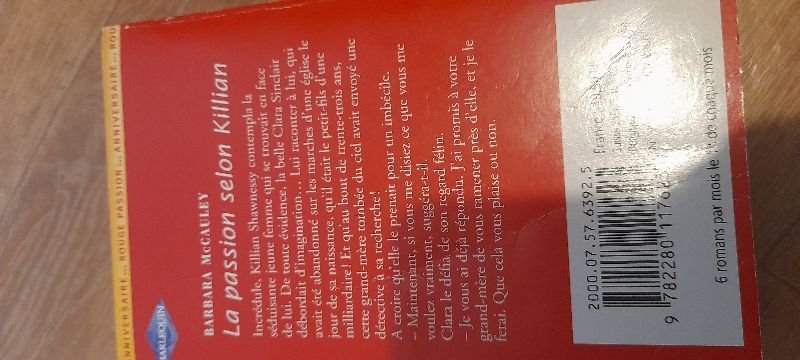 ANNIVERSAIRE... ROUGE PASSION... ANNIVERSAIRE... ROU
HARLEQUIN
BARBARA MCCAULEY
La passion selon Killian
Incrédule, Killian Shawnessy contempla la
séduisante jeune femme qui se trouvait en face
de lui. De toute évidence, la belle Clara Sinclair
débordait d'imagination... Lui raconter à lui, qui
avait été abandonné sur les marches d'une église le
jour de sa naissance, qu'il était le petit-fils d'une
milliardaire! Et qu'au bout de trente-trois ans,
cette grand-mère tombée du ciel avait envoyé une
détective à sa recherche!
A croire qu'elle le prenait pour un imbécile.
– Maintenant, si vous me disiez ce que vous me
voulez vraiment, suggéra-t-il.
Clara le défia de son regard félin.
– Je vous ai déjà répondu. J'ai promis à votre
grand-mère de vous ramener près d'elle, et je le
ferai. Que cela vous plaise ou non.
2000.07.57.6392.5
9 782280 1176
France
6 romans par mois le de chaque mois